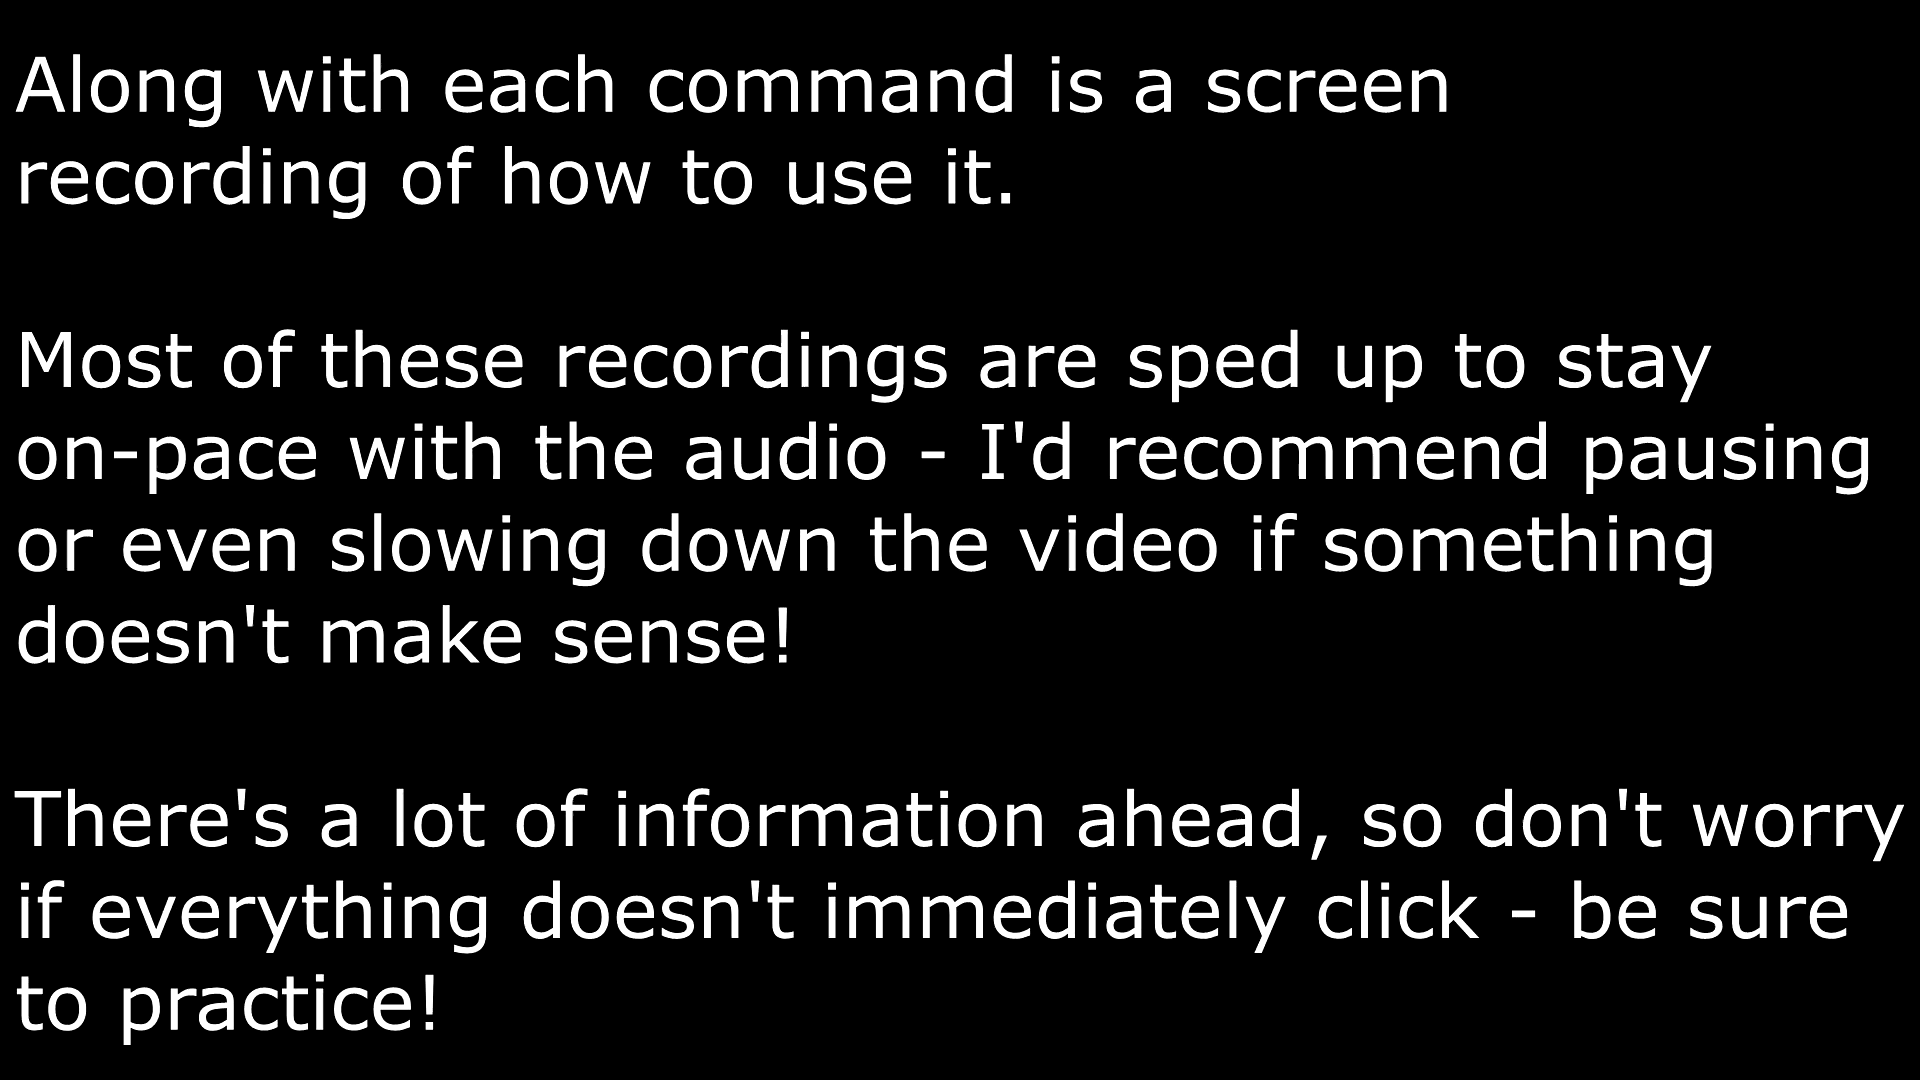 Along with each command is a screen
recording of how to use it.
Most of these recordings are sped up to stay
on-pace with the audio - I'd recommend pausing
or even slowing down the video if something
doesn't make sense!
There's a lot of information ahead, so don't worry
if everything doesn't immediately click - be sure
to practice!